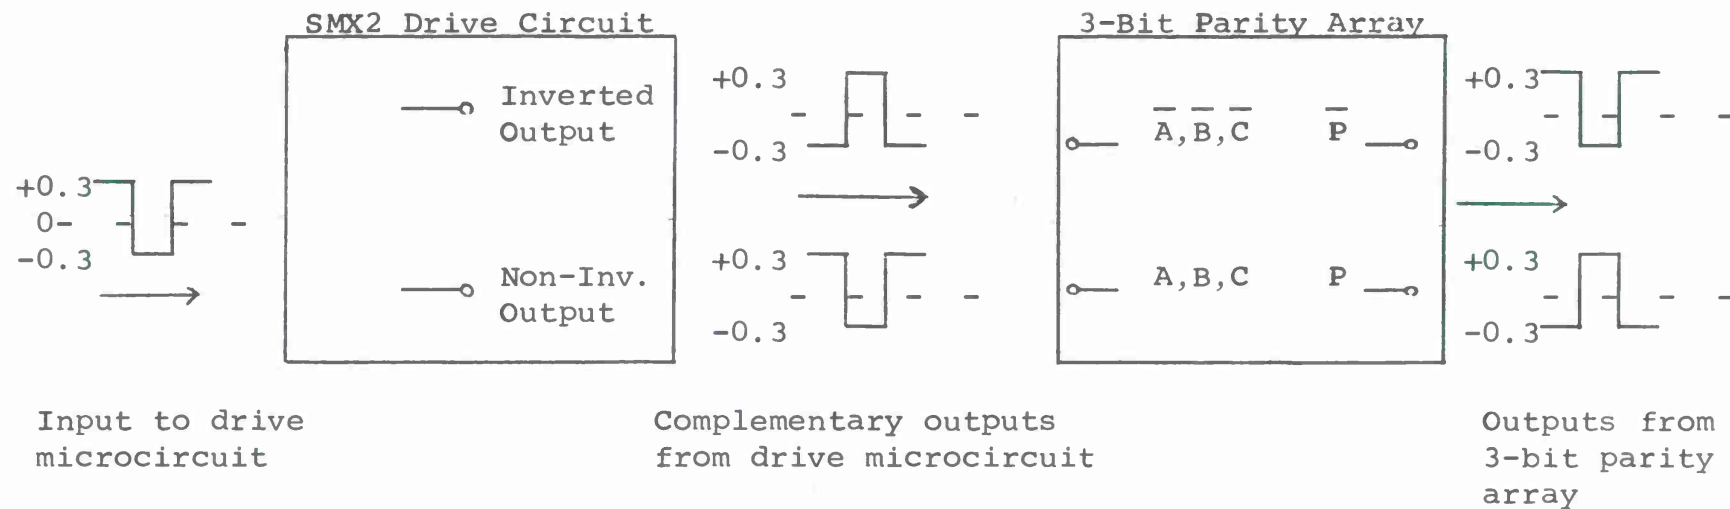 SMX2 Drive Circuit
3-Bit Parity Array
Inverted
Output
Non-Inv.
Output
+0.3
0
-0.3
+0.3
-0.3
+0.3
-0.3
A̅,B̅,C̅ P̅
A,B,C P
+0.3
-0.3
+0.3
-0.3
Input to drive
microcircuit
Complementary outputs
from drive microcircuit
Outputs from
3-bit parity
array